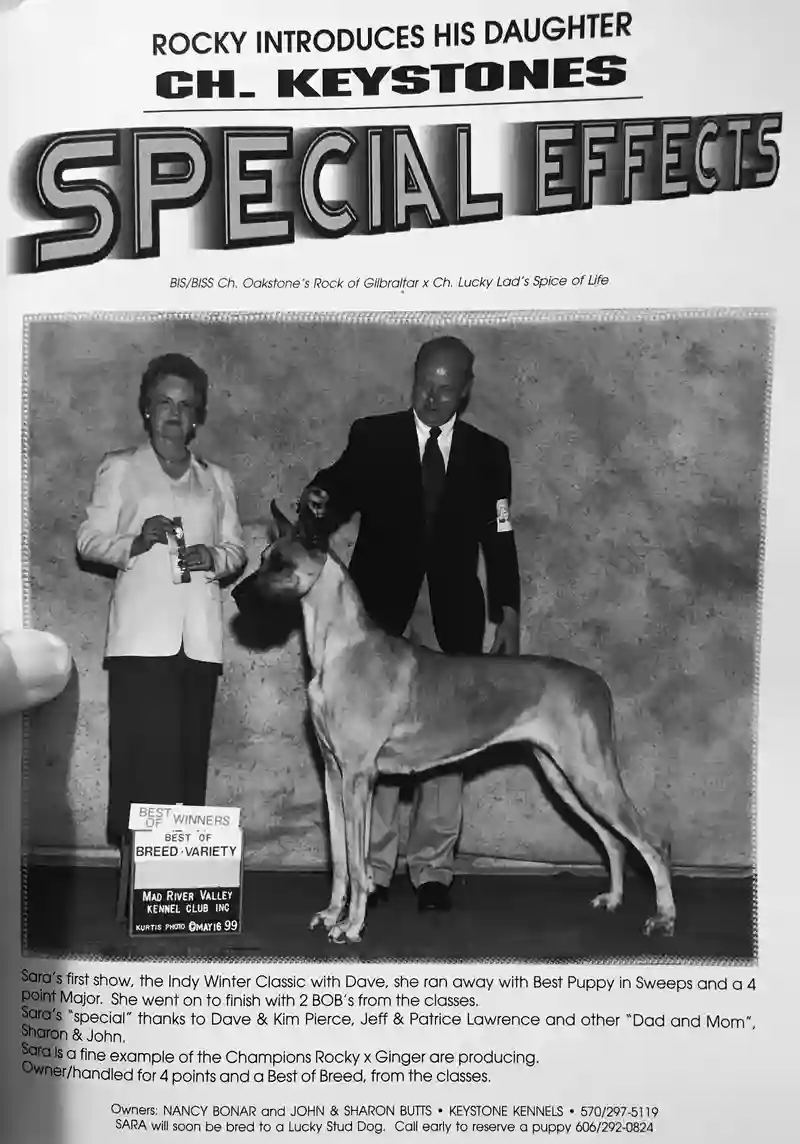 ROCKY INTRODUCES HIS DAUGHTER
CH. KEYSTONES
SPECIAL EFFECTS
BIS/BISS Ch. Oakstone's Rock of Gilbraltar x Ch. Lucky Lad's Spice of Life
BEST OF WINNERS
BEST OF
BREED-VARIETY
MAD RIVER VALLEY
KENNEL CLUB INC
KURTIS PHOTO ©MAY 16 99
Sara's first show, the Indy Winter Classic with Dave, she ran away with Best Puppy in Sweeps and a 4
point Major. She went on to finish with 2 BOB's from the classes.
Sara's "special" thanks to Dave & Kim Pierce, Jeff & Patrice Lawrence and other "Dad and Mom",
Sharon & John.
Sara is a fine example of the Champions Rocky x Ginger are producing.
Owner/handled for 4 points and a Best of Breed, from the classes.
Owners: NANCY BONAR and JOHN & SHARON BUTTS • KEYSTONE KENNELS • 570/297-5119
SARA will soon be bred to a Lucky Stud Dog. Call early to reserve a puppy 606/292-0824